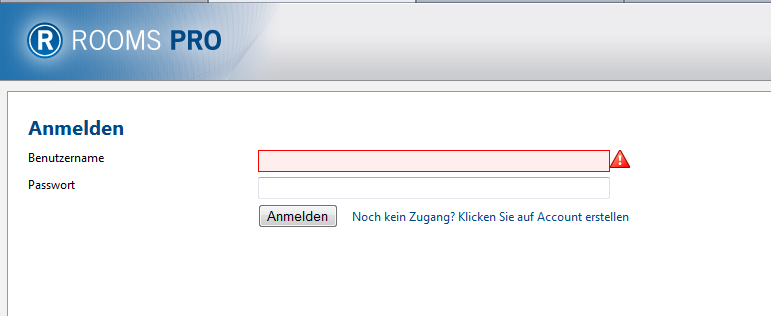 R ROOMS PRO
Anmelden
Benutzername
Passwort
Anmelden Noch kein Zugang? Klicken Sie auf Account erstellen